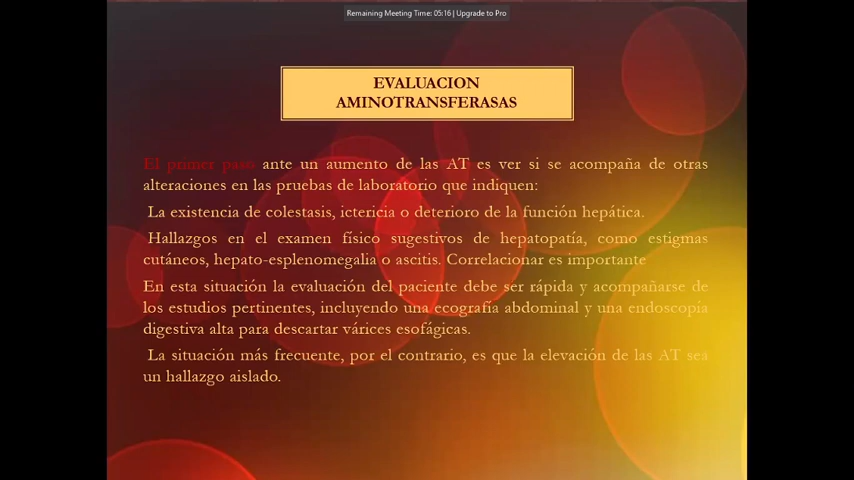 Remaining Meeting Time: 05:16 | Upgrade to Pro
EVALUACION
AMINOTRANSFERASAS
El primer paso ante un aumento de las AT es ver si se acompaña de otras
alteraciones en las pruebas de laboratorio que indiquen:
La existencia de colestasis, ictericia o deterioro de la función hepática.
Hallazgos en el examen físico sugestivos de hepatopatía, como estigmas
cutáneos, hepato-esplenomegalia o ascitis. Correlacionar es importante
En esta situación la evaluación del paciente debe ser rápida y acompañarse de
los estudios pertinentes, incluyendo una ecografía abdominal y una endoscopia
digestiva alta para descartar várices esofágicas.
La situación más frecuente, por el contrario, es que la elevación de las AT sea
un hallazgo aislado.